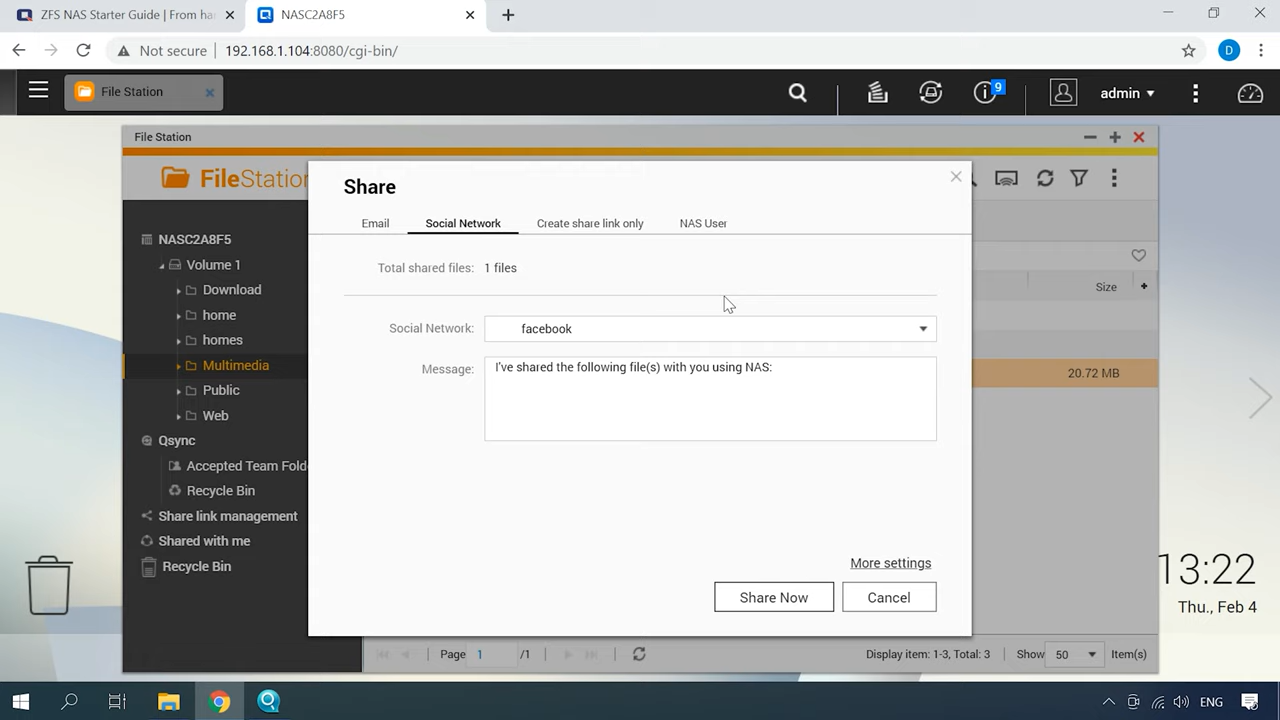 ZFS NAS Starter Guide | From ha
NASC2A8F5
Not secure 192.168.1.104:8080/cgi-bin/
D
File Station
9
admin
File Station
FileStation
Share
Email Social Network Create share link only NAS User
Total shared files: 1 files
Social Network: facebook
Message: I've shared the following file(s) with you using NAS:
More settings
Share Now Cancel
NASC2A8F5
Volume 1
Download
home
homes
Multimedia
Public
Web
Qsync
Accepted Team Fold
Recycle Bin
Share link management
Shared with me
Recycle Bin
Size
20.72 MB
Page 1 /1
Display item: 1-3, Total: 3 Show 50 Item(s)
13:22
Thu., Feb 4
ENG